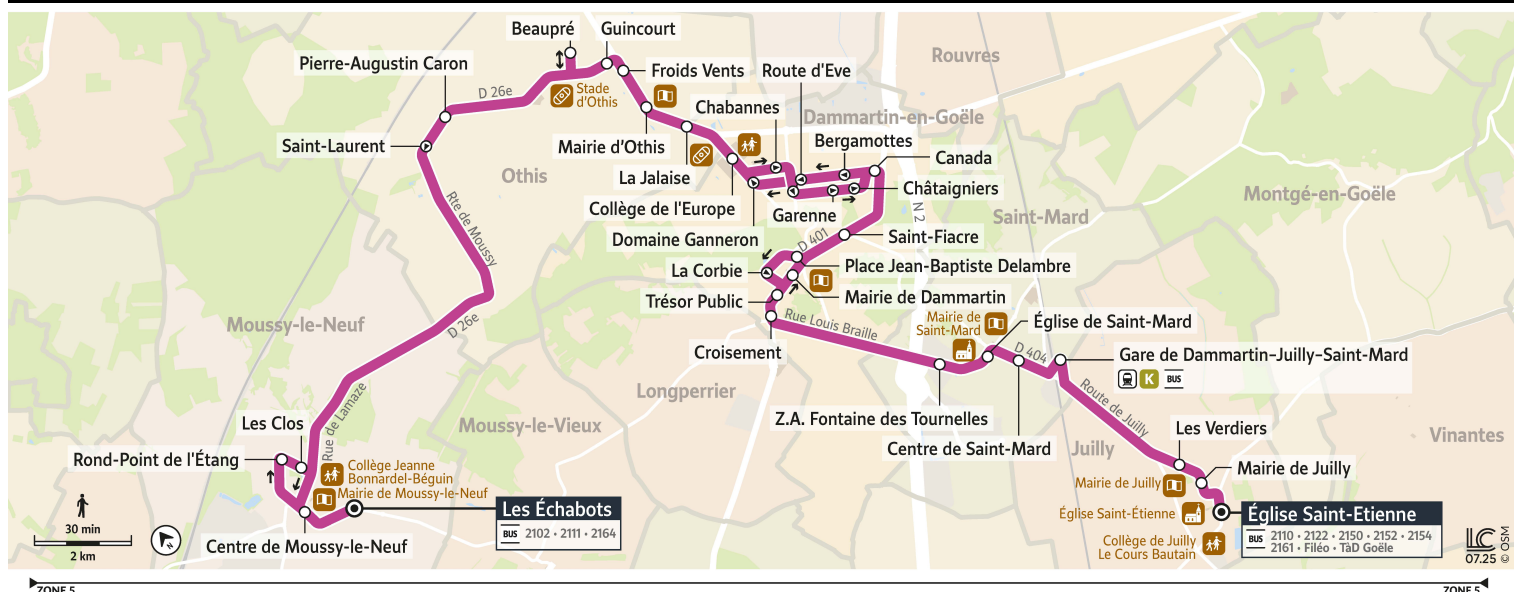 Beaupré
Guincourt
Pierre-Augustin Caron
Froids Vents
Route d'Eve
Rouvres
D 26e
Stade
d'Othis
Chabannes
Dammartin-en-Goële
Saint-Laurent
Mairie d'Othis
Bergamottes
Canada
La Jalaise
Othis
Châtaigniers
Montgé-en-Goële
Collège de l'Europe
Garenne
N 2
Saint-Mard
Rte de Moussy
Domaine Ganneron
D 401
Saint-Fiacre
La Corbie
Place Jean-Baptiste Delambre
Trésor Public
Mairie de Dammartin
Moussy-le-Neuf
D 26e
Rue Louis Braille
Mairie de
Saint-Mard
Église de Saint-Mard
Croisement
D 404
Gare de Dammartin-Juilly-Saint-Mard
K
BUS
Longperrier
Rue de Lamaze
Route de Juilly
Les Clos
Moussy-le-Vieux
Z.A. Fontaine des Tournelles
Les Verdiers
Vinantes
Centre de Saint-Mard
Juilly
Rond-Point de l'Étang
Collège Jeanne
Bonnardel-Béguin
Mairie de Moussy-le-Neuf
Mairie de Juilly
Mairie de Juilly
Les Échabots
BUS 2102 • 2111 • 2164
Église Saint-Étienne
Église Saint-Etienne
BUS 2110 • 2122 • 2150 • 2152 • 2154
2161 • Filéo • TàD Goële
30 min
2 km
Centre de Moussy-le-Neuf
Collège de Juilly
Le Cours Bautain
LC
07.25
© OSM
ZONE 5
ZONE 5